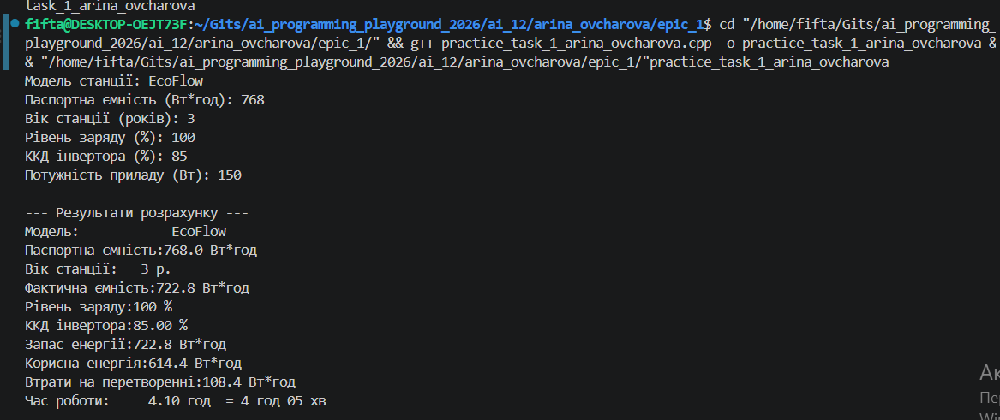 task_1_arina_ovcharova
fifta@DESKTOP-OEJT73F:~/Gits/ai_programming_playground_2026/ai_12/arina_ovcharova/epic_1$ cd "/home/fifta/Gits/ai_programming_
playground_2026/ai_12/arina_ovcharova/epic_1/" && g++ practice_task_1_arina_ovcharova.cpp -o practice_task_1_arina_ovcharova &
& "/home/fifta/Gits/ai_programming_playground_2026/ai_12/arina_ovcharova/epic_1/"practice_task_1_arina_ovcharova
Модель станції: EcoFlow
Паспортна ємність (Вт*год): 768
Вік станції (років): 3
Рівень заряду (%): 100
ККД інвертора (%): 85
Потужність приладу (Вт): 150
--- Результати розрахунку ---
Модель: EcoFlow
Паспортна ємність:768.0 Вт*год
Вік станції: 3 р.
Фактична ємність:722.8 Вт*год
Рівень заряду:100 %
ККД інвертора:85.00 %
Запас енергії:722.8 Вт*год
Корисна енергія:614.4 Вт*год
Втрати на перетворенні:108.4 Вт*год
Час роботи: 4.10 год = 4 год 05 хв